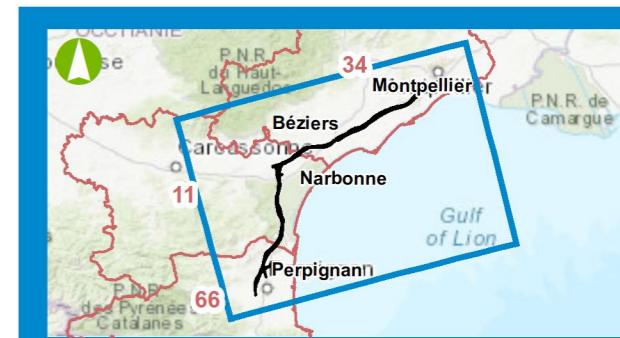 OCCITANIE
P.N.R.
du Haut-
Languedoc
34
Montpellier
P.N.R. de
Camargue
Béziers
Carcassonne
11
Narbonne
Gulf
of Lion
Perpignan
66
P.N.R.
des Pyrénées
Catalanes